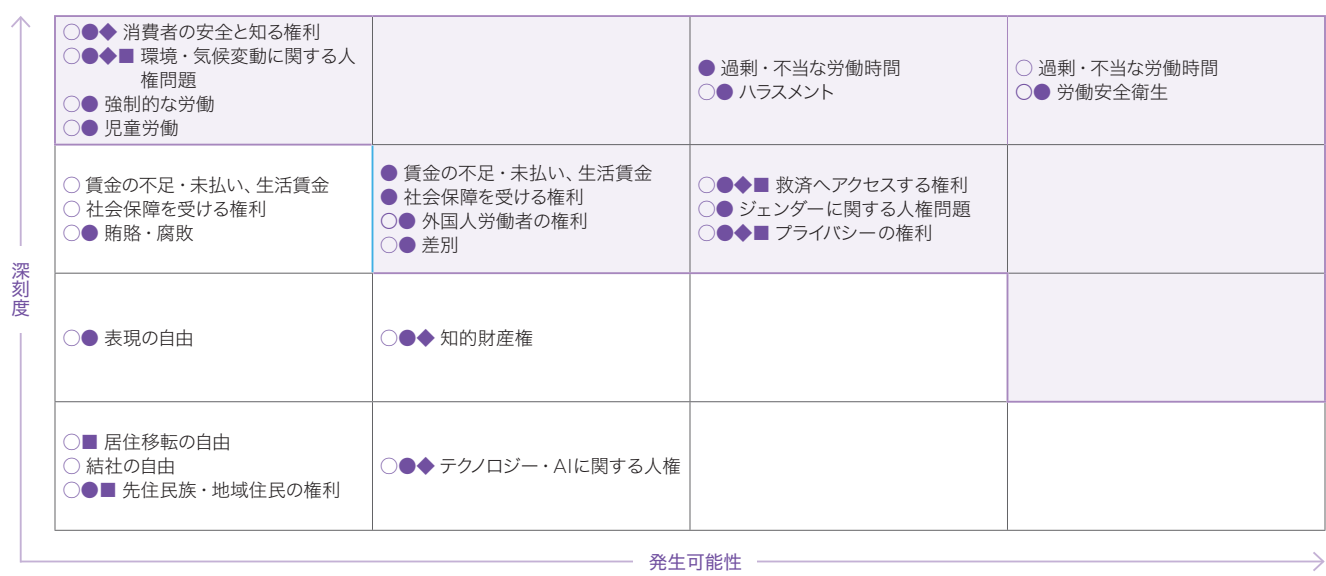 ○●◆ 消費者の安全と知る権利
○●◆■ 環境・気候変動に関する人
権問題
○● 強制的な労働
○● 児童労働
● 過剰・不当な労働時間
○● ハラスメント
○ 過剰・不当な労働時間
○● 労働安全衛生
○ 賃金の不足・未払い、生活賃金
○ 社会保障を受ける権利
○● 賄賂・腐敗
● 賃金の不足・未払い、生活賃金
● 社会保障を受ける権利
○● 外国人労働者の権利
○● 差別
○●◆■ 救済へアクセスする権利
○● ジェンダーに関する人権問題
○●◆■ プライバシーの権利
深刻度
○● 表現の自由
○●◆ 知的財産権
○■ 居住移転の自由
○ 結社の自由
○●■ 先住民族・地域住民の権利
○●◆ テクノロジー・AIに関する人権
発生可能性